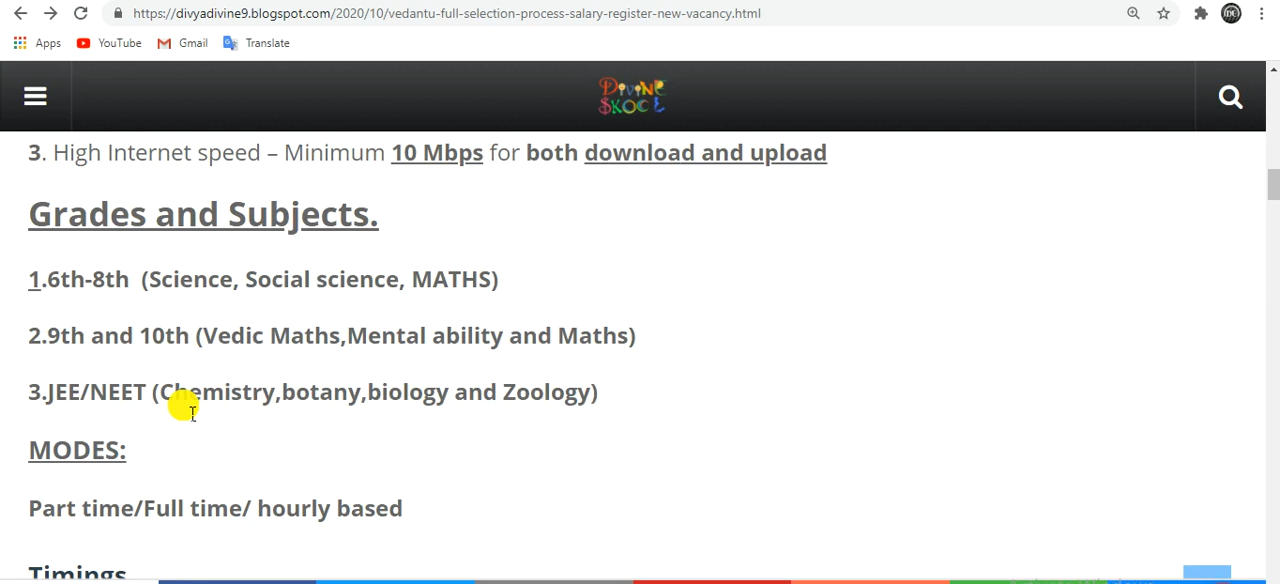 https://divyadivine9.blogspot.com/2020/10/vedantu-full-selection-process-salary-register-new-vacancy.html
Apps YouTube Gmail Translate
DiViNE
$KOCE
3. High Internet speed – Minimum 10 Mbps for both download and upload
Grades and Subjects.
1.6th-8th (Science, Social science, MATHS)
2.9th and 10th (Vedic Maths,Mental ability and Maths)
3.JEE/NEET (Chemistry,botany,biology and Zoology)
MODES:
Part time/Full time/ hourly based
Timings